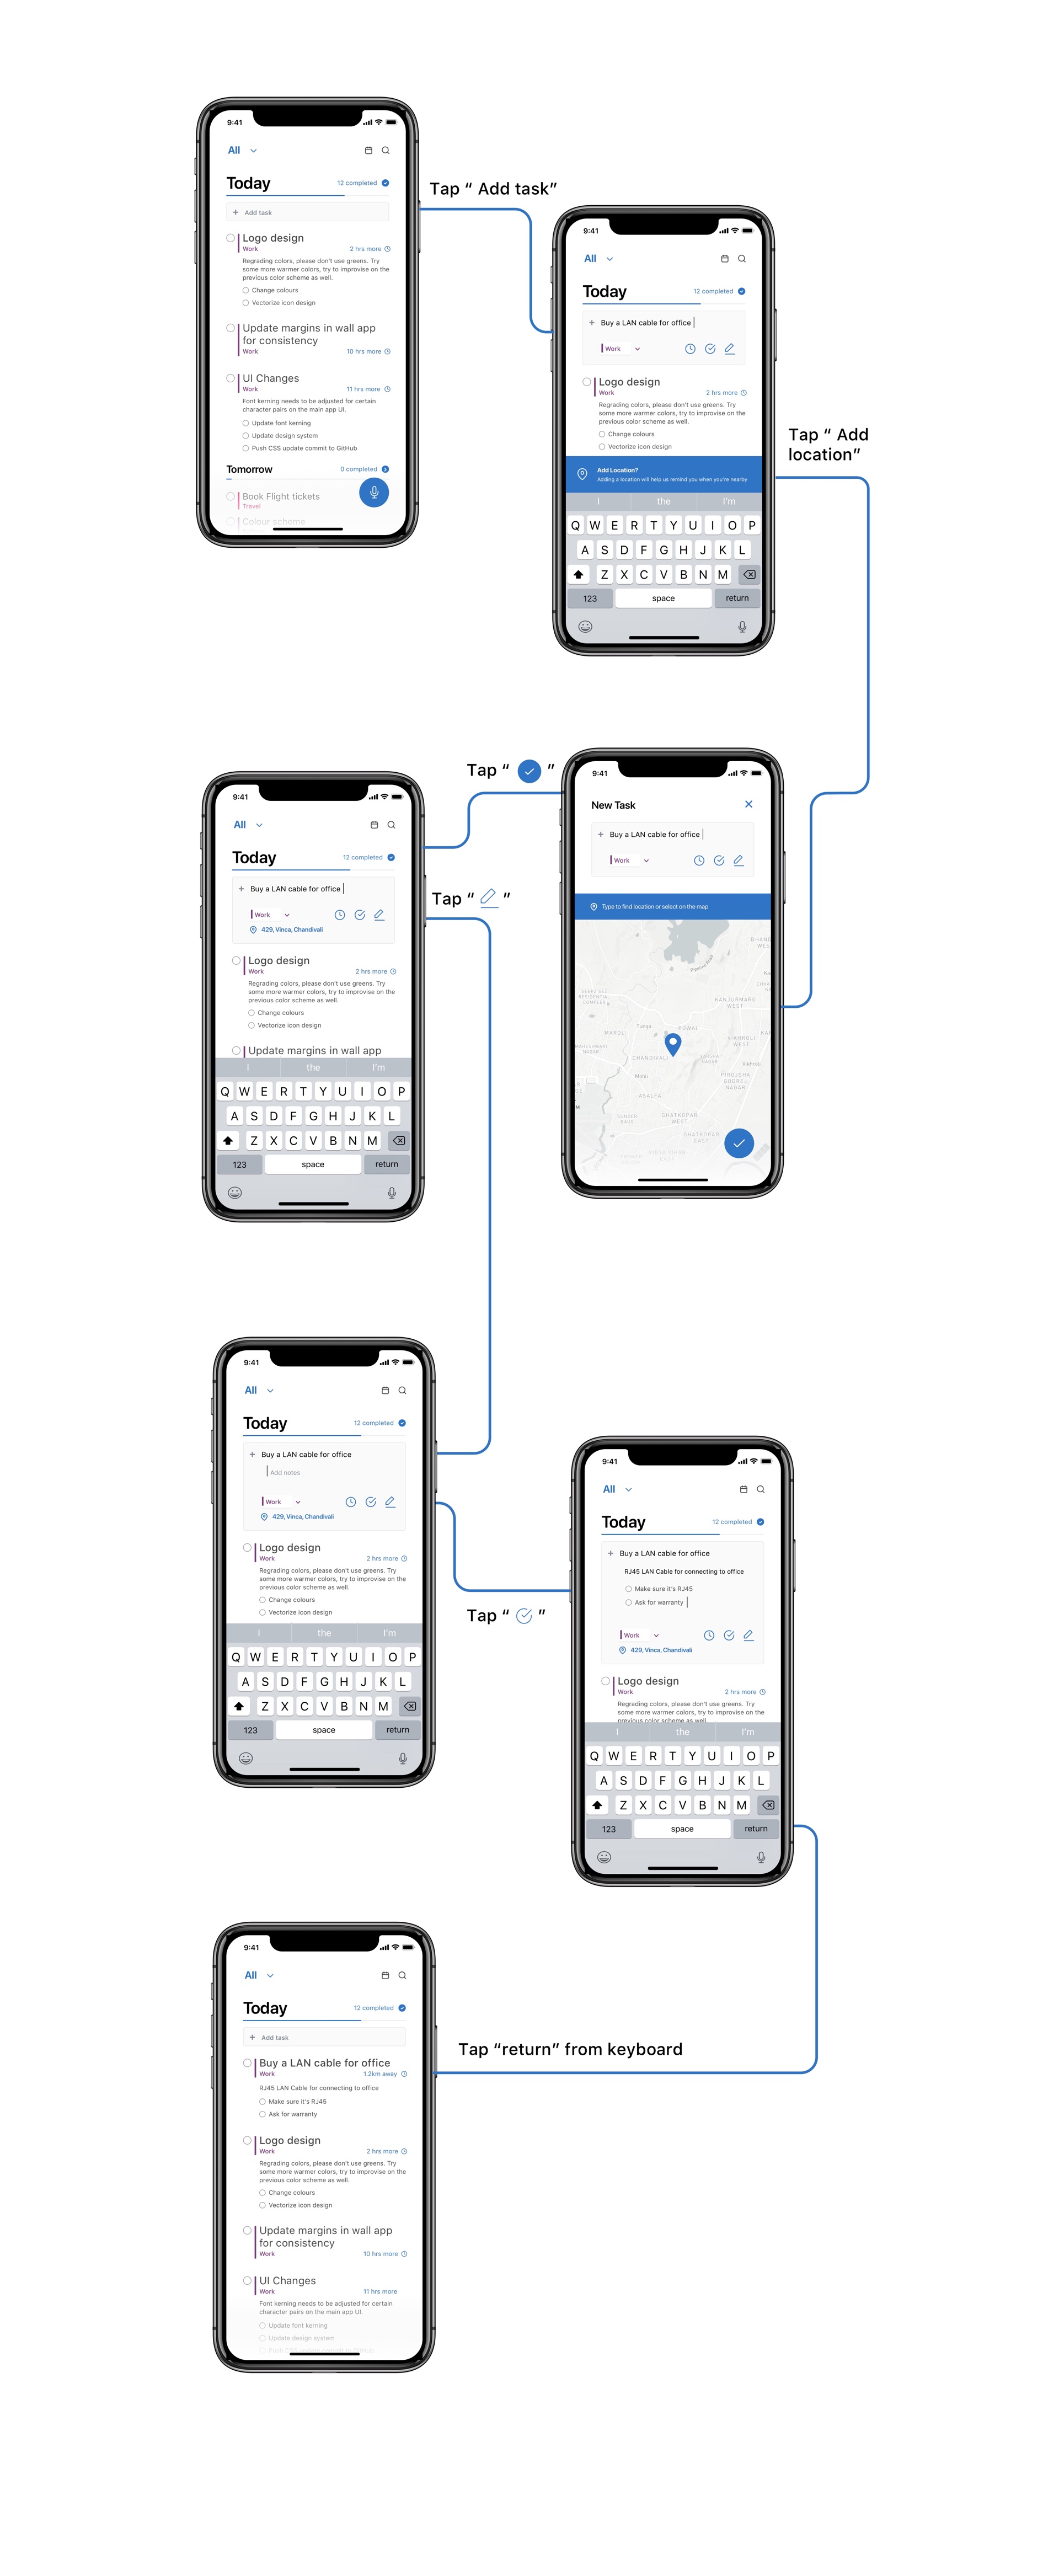 9:41
All
Today
12 completed
+ Add task
Logo design
Work
2 hrs more
Regrading colors, please don't use greens. Try
some more warmer colors, try to improvise on the
previous color scheme as well.
Change colours
Vectorize icon design
Update margins in wall app
for consistency
Work
10 hrs more
UI Changes
Work
11 hrs more
Font kerning needs to be adjusted for certain
character pairs on the main app UI.
Update font kerning
Update design system
Push CSS update commit to GitHub
Tomorrow
0 completed
Book Flight tickets
Travel
Colour scheme
Tap “ Add task”
9:41
All
Today
12 completed
+ Buy a LAN cable for office
Work
Logo design
Work
2 hrs more
Regrading colors, please don't use greens. Try
some more warmer colors, try to improvise on the
previous color scheme as well.
Change colours
Vectorize icon design
Add Location?
Adding a location will help us remind you when you're nearby
I the I'm
Q W E R T Y U I O P
A S D F G H J K L
Z X C V B N M
123 space return
Tap “ Add
location”
9:41
New Task
+ Buy a LAN cable for office
Work
Type to find location or select on the map
KANJURMARG
WEST
VIKHROLI
WEST
Tunga
POWAI
CHANDIVALI
Mohili
PIROJSHA
GODREJ
NAGAR
ASALFA
GHATKOPAR
WEST
GHATKOPAR
EAST
Tap “ ”
9:41
All
Today
12 completed
+ Buy a LAN cable for office
Work
429, Vinca, Chandivali
Logo design
Work
2 hrs more
Regrading colors, please don't use greens. Try
some more warmer colors, try to improvise on the
previous color scheme as well.
Change colours
Vectorize icon design
Update margins in wall app
I the I'm
Q W E R T Y U I O P
A S D F G H J K L
Z X C V B N M
123 space return
Tap “ ”
9:41
All
Today
12 completed
+ Buy a LAN cable for office
Add notes
Work
429, Vinca, Chandivali
Logo design
Work
2 hrs more
Regrading colors, please don't use greens. Try
some more warmer colors, try to improvise on the
previous color scheme as well.
Change colours
Vectorize icon design
I the I'm
Q W E R T Y U I O P
A S D F G H J K L
Z X C V B N M
123 space return
Tap “ ”
9:41
All
Today
12 completed
+ Buy a LAN cable for office
RJ45 LAN Cable for connecting to office
Make sure it's RJ45
Ask for warranty
Work
429, Vinca, Chandivali
Logo design
Work
2 hrs more
Regrading colors, please don't use greens. Try
some more warmer colors, try to improvise on the
previous color scheme as well.
I the I'm
Q W E R T Y U I O P
A S D F G H J K L
Z X C V B N M
123 space return
Tap “return” from keyboard
9:41
All
Today
12 completed
+ Add task
Buy a LAN cable for office
Work
1.2km away
RJ45 LAN Cable for connecting to office
Make sure it's RJ45
Ask for warranty
Logo design
Work
2 hrs more
Regrading colors, please don't use greens. Try
some more warmer colors, try to improvise on the
previous color scheme as well.
Change colours
Vectorize icon design
Update margins in wall app
for consistency
Work
10 hrs more
UI Changes
Work
11 hrs more
Font kerning needs to be adjusted for certain
character pairs on the main app UI.
Update font kerning
Update design system